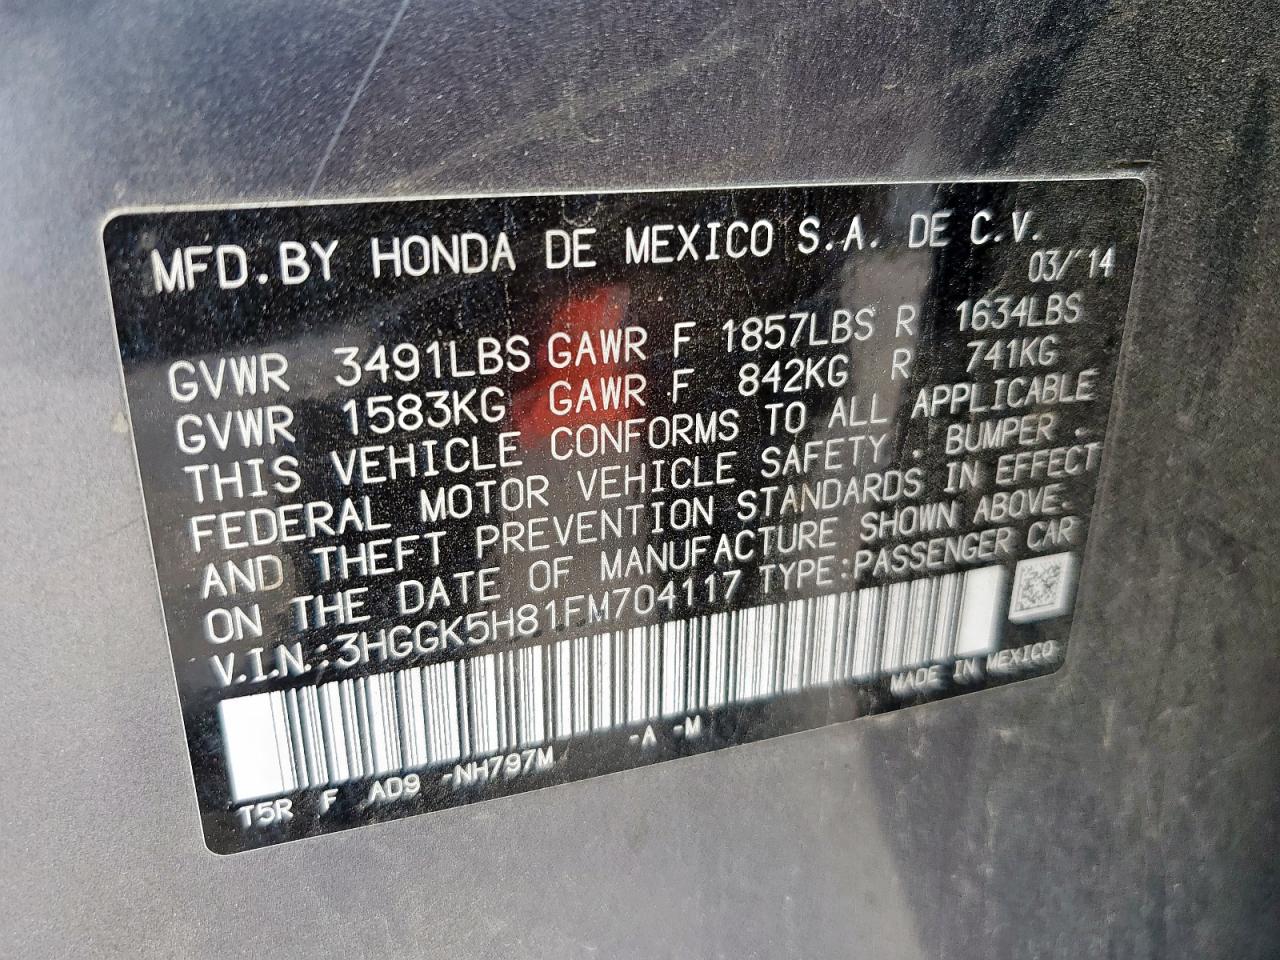 MFD.BY HONDA DE MEXICO S.A. DE C.V.
03/'14
GVWR 3491LBS GAWR F 1857LBS R 1634LBS
GVWR 1583KG GAWR F 842KG R 741KG
THIS VEHICLE CONFORMS TO ALL APPLICABLE
FEDERAL MOTOR VEHICLE SAFETY , BUMPER ,
AND THEFT PREVENTION STANDARDS IN EFFECT
ON THE DATE OF MANUFACTURE SHOWN ABOVE.
V.I.N.:3HGGK5H81FM704117 TYPE:PASSENGER CAR
MADE IN MEXICO
T5R F AD9 -NH797M -A -M